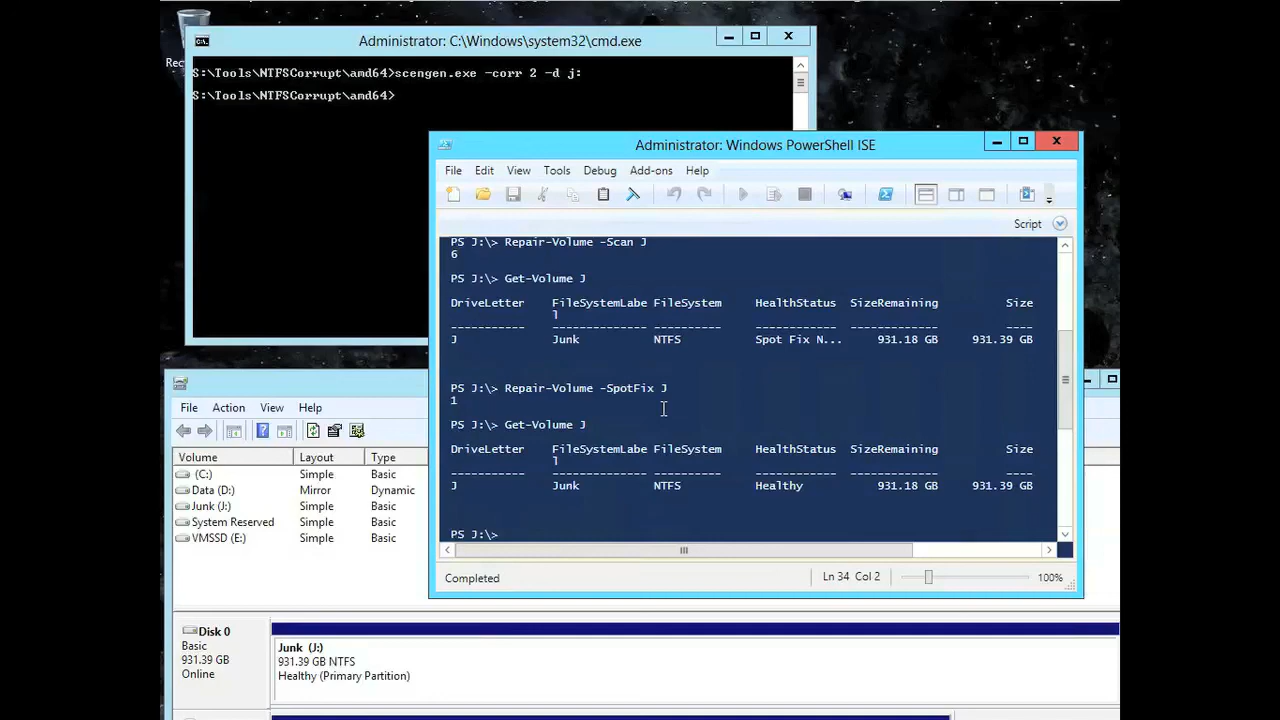 Rec
Administrator: C:\Windows\system32\cmd.exe
S:\Tools\NTFSCorrupt\amd64>scengen.exe -corr 2 -d j:
S:\Tools\NTFSCorrupt\amd64>
Administrator: Windows PowerShell ISE
File Edit View Tools Debug Add-ons Help
Script
PS J:\> Repair-Volume -Scan J
6
PS J:\> Get-Volume J
DriveLetter FileSystemLabe FileSystem HealthStatus SizeRemaining Size
l
----------- -------------- ---------- ------------ ------------- ----
J Junk NTFS Spot Fix N... 931.18 GB 931.39 GB
PS J:\> Repair-Volume -SpotFix J
1
PS J:\> Get-Volume J
DriveLetter FileSystemLabe FileSystem HealthStatus SizeRemaining Size
l
----------- -------------- ---------- ------------ ------------- ----
J Junk NTFS Healthy 931.18 GB 931.39 GB
PS J:\>
Completed Ln 34 Col 2 100%
File Action View Help
Volume Layout Type
(C:) Simple Basic
Data (D:) Mirror Dynamic
Junk (J:) Simple Basic
System Reserved Simple Basic
VMSSD (E:) Simple Basic
Disk 0
Basic
931.39 GB
Online
Junk (J:)
931.39 GB NTFS
Healthy (Primary Partition)